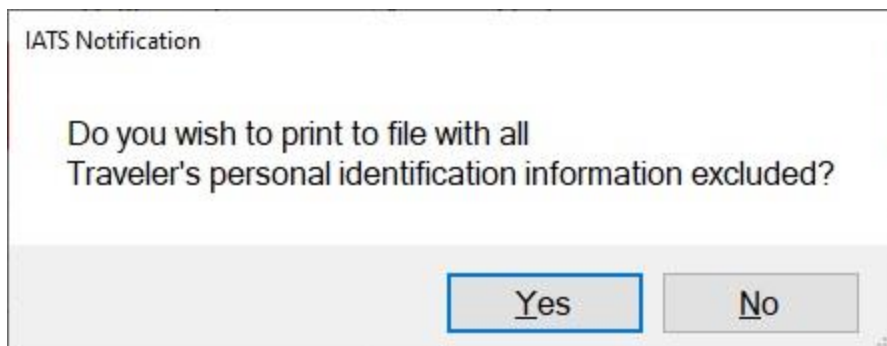 IATS Notification
Do you wish to print to file with all
Traveler's personal identification information excluded?
Yes No